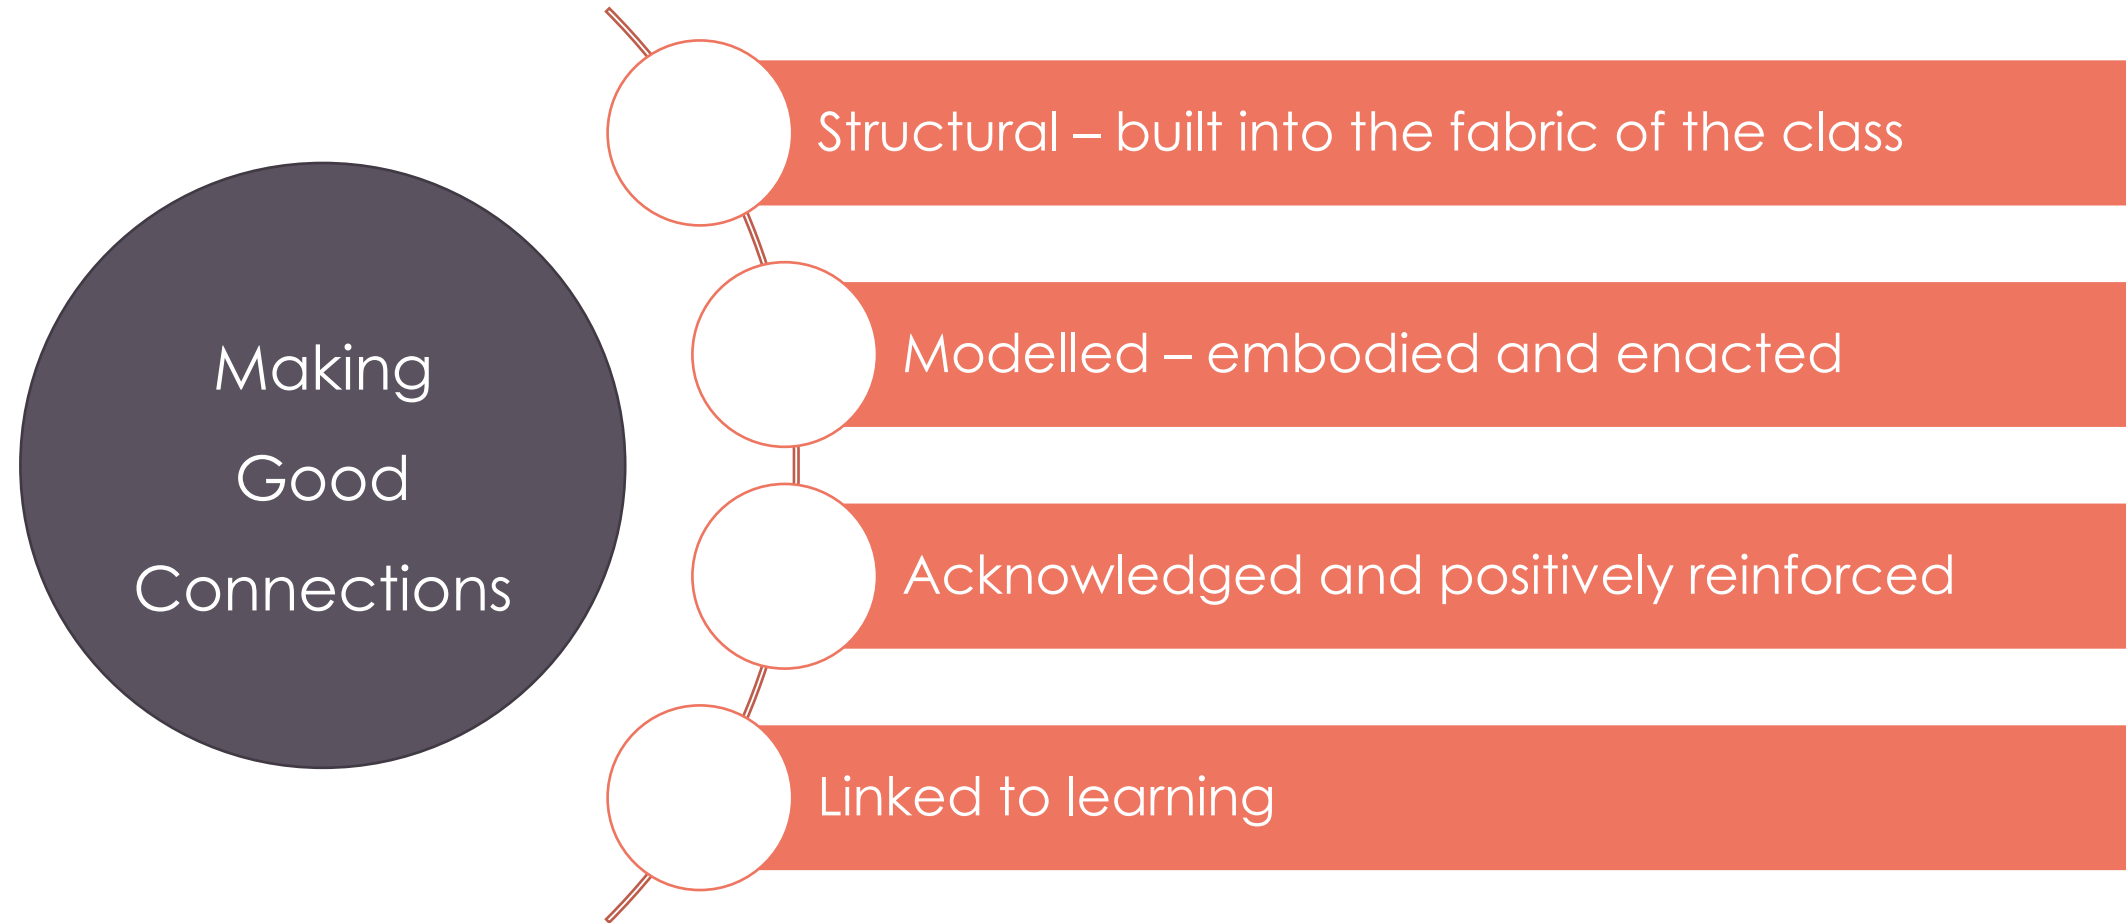 Making
Good
Connections
Structural – built into the fabric of the class
Modelled – embodied and enacted
Acknowledged and positively reinforced
Linked to learning